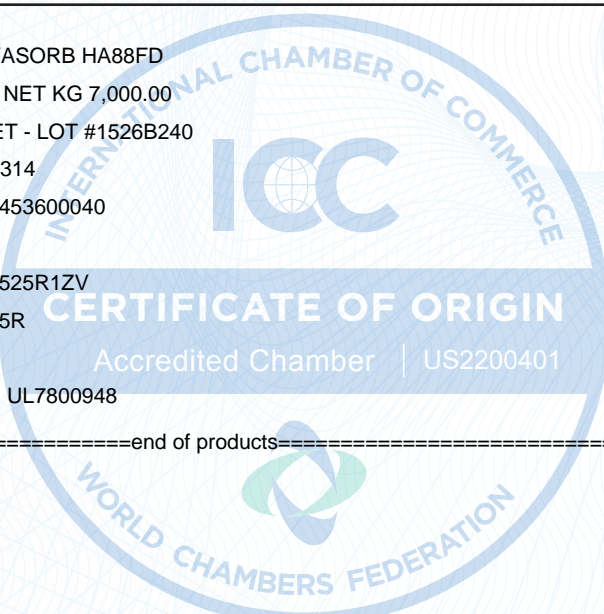 ASORB HA88FD
NET KG 7,000.00
ET - LOT #1526B240
314
453600040
525R1ZV
5R
UL7800948
===========end of products==========================
INTERNATIONAL CHAMBER OF COMMERCE
ICC
CERTIFICATE OF ORIGIN
Accredited Chamber | US2200401
WORLD CHAMBERS FEDERATION